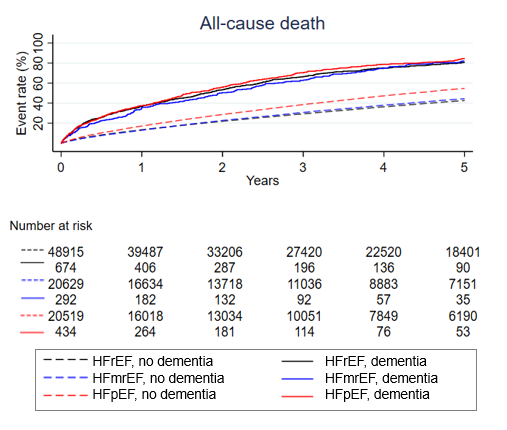 All-cause death
Event rate (%)
20 40 60 80 100
0 1 2 3 4 5
Years
Number at risk
48915 39487 33206 27420 22520 18401
674 406 287 196 136 90
20629 16634 13718 11036 8883 7151
292 182 132 92 57 35
20519 16018 13034 10051 7849 6190
434 264 181 114 76 53
HFrEF, no dementia HFrEF, dementia
HFmrEF, no dementia HFmrEF, dementia
HFpEF, no dementia HFpEF, dementia